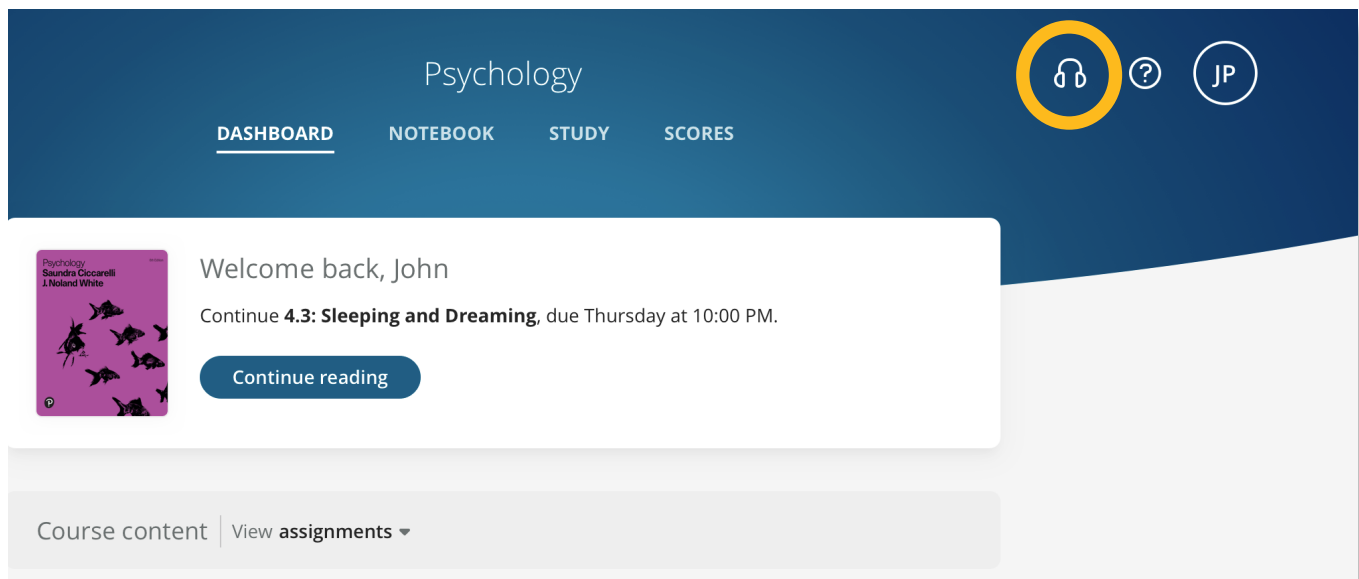 Psychology
?
JP
DASHBOARD NOTEBOOK STUDY SCORES
Psychology
Saundra Ciccarelli
J. Noland White
P
Welcome back, John
Continue 4.3: Sleeping and Dreaming, due Thursday at 10:00 PM.
Continue reading
Course content View assignments